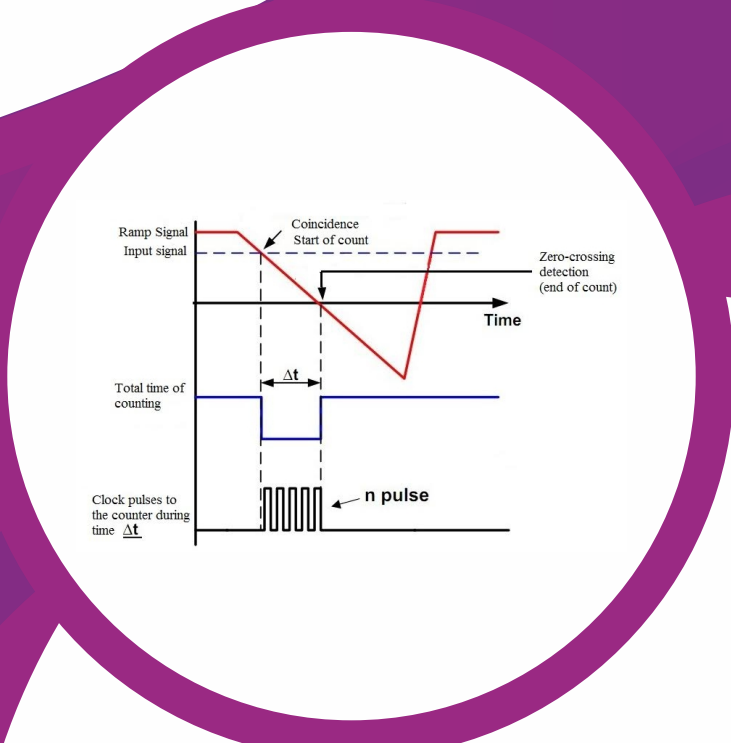 Ramp Signal
Input signal
Coincidence
Start of count
Zero-crossing
detection
(end of count)
Time
Δt
Total time of
counting
n pulse
Clock pulses to
the counter during
time Δt